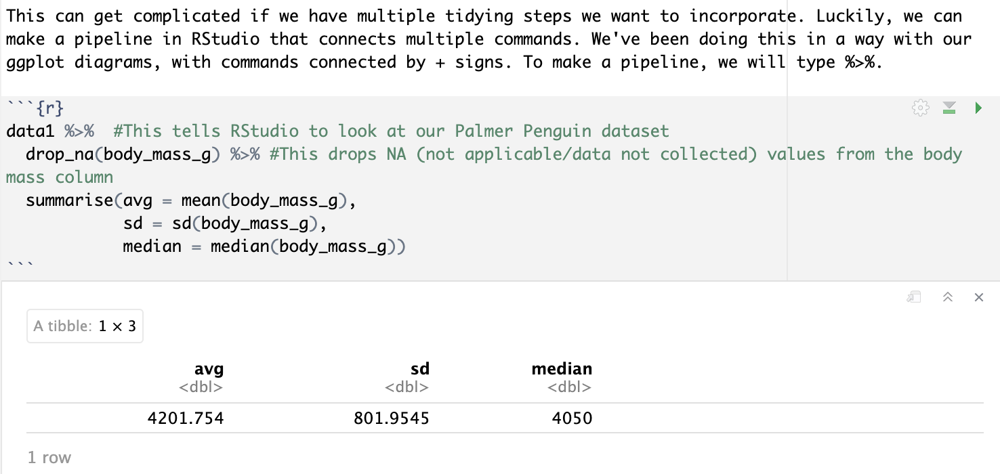 This can get complicated if we have multiple tidying steps we want to incorporate. Luckily, we can
make a pipeline in RStudio that connects multiple commands. We've been doing this in a way with our
ggplot diagrams, with commands connected by + signs. To make a pipeline, we will type %>%.
```{r}
data1 %>%  #This tells RStudio to look at our Palmer Penguin dataset
  drop_na(body_mass_g) %>% #This drops NA (not applicable/data not collected) values from the body
mass column
  summarise(avg = mean(body_mass_g),
            sd = sd(body_mass_g),
            median = median(body_mass_g))
```
A tibble: 1 × 3
avg sd median
<dbl> <dbl> <dbl>
4201.754 801.9545 4050
1 row